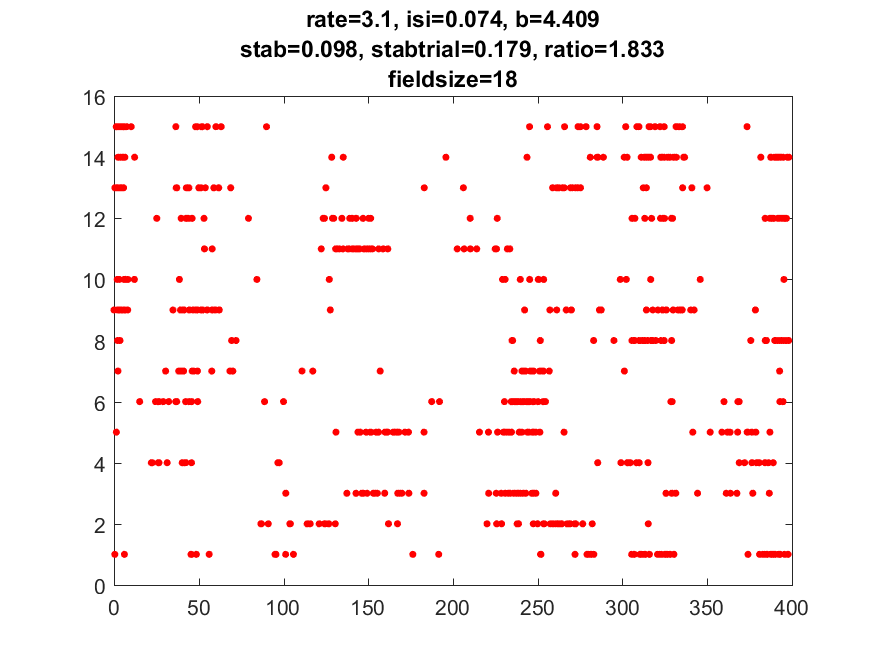 rate=3.1, isi=0.074, b=4.409
stab=0.098, stabtrial=0.179, ratio=1.833
fieldsize=18
16
14
12
10
8
6
4
2
0
0 50 100 150 200 250 300 350 400